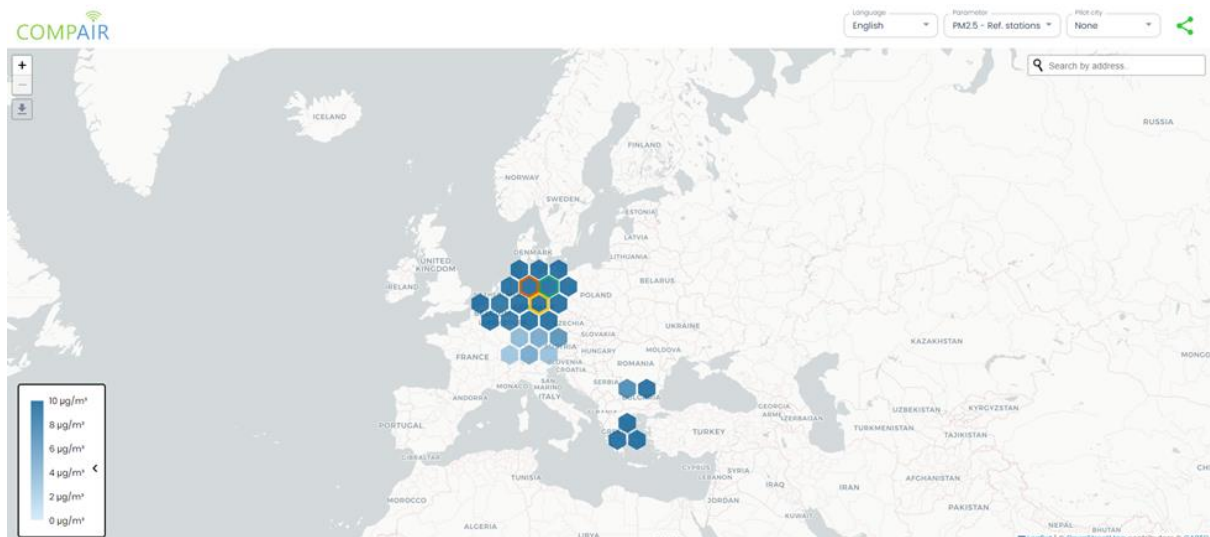 COMPAIR
Language
English
Parameter
PM2.5 - Ref. stations
Pilot city
None
+
Search by address..
ICELAND
RUSSIA
FINLAND
NORWAY
SWEDEN
ESTONIA
LATVIA
DENMARK
LITHUANIA
UNITED
KINGDOM
BELARUS
IRELAND
POLAND
CZECHIA
UKRAINE
SLOVAKIA
KAZAKHSTAN
FRANCE
HUNGARY
MOLDOVA
SLOVENIA
ROMANIA
CROATIA
MONACO
SAN
MARINO
SERBIA
ANDORRA
ITALY
BULGARIA
GEORGIA
UZBEKISTAN
KYRGYZSTAN
PORTUGAL
TURKEY
TURKMENISTAN
TAJIKISTAN
GIBRALTAR
TUNISIA
CYPRUS
SYRIA
LEBANON
IRAQ
IRAN
AFGHANISTAN
MOROCCO
JORDAN
KUWAIT
PAKISTAN
ALGERIA
LIBYA
NEPAL
BHUTAN
10 µg/m³
8 µg/m³
6 µg/m³
4 µg/m³
2 µg/m³
0 µg/m³